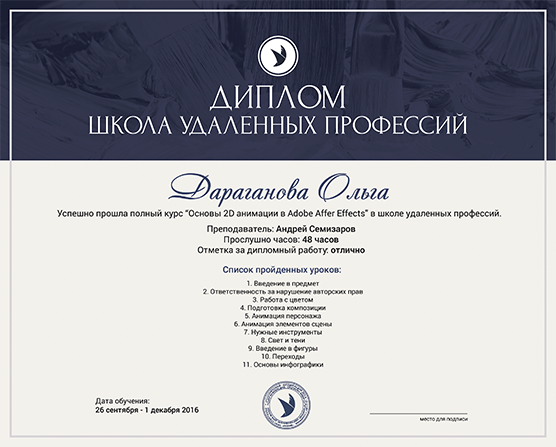 ДИПЛОМ
ШКОЛА УДАЛЕННЫХ ПРОФЕССИЙ
Дараганова Ольга
Успешно прошла полный курс “Основы 2D анимации в Adobe Affer Effects” в школе удаленных профессий.
Преподаватель: Андрей Семизаров
Прослушно часов: 48 часов
Отметка за дипломный работу: отлично
Список пройденных уроков:
1. Введение в предмет
2. Ответственность за нарушение авторских прав
3. Работа с цветом
4. Подготовка композиции
5. Анимация персонажа
6. Анимация элементов сцены
7. Нужные инструменты
8. Свет и тени
9. Введение в фигуры
10. Переходы
11. Основы инфографики
Дата обучения:
26 сентября - 1 декабря 2016
место для подписи